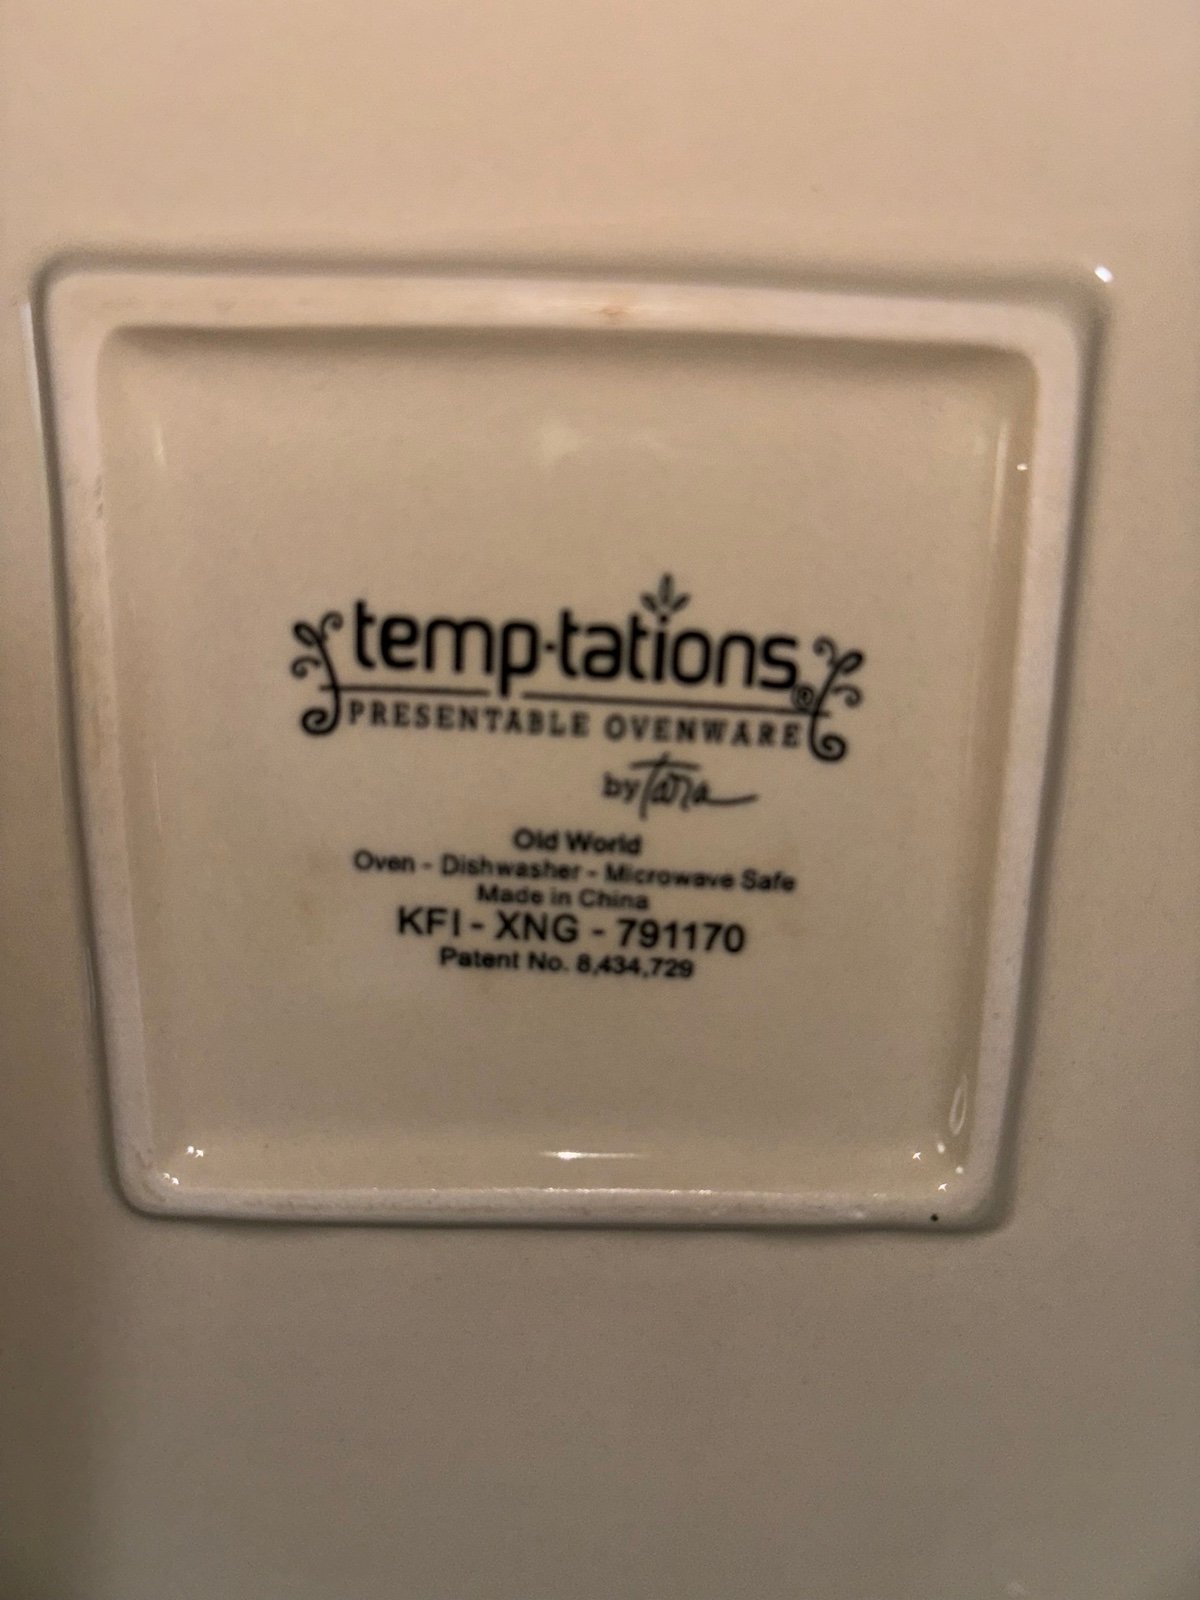 temp·tations®
PRESENTABLE OVENWARE
by Tara
Old World
Oven - Dishwasher - Microwave Safe
Made in China
KFI - XNG - 791170
Patent No. 8,434,729